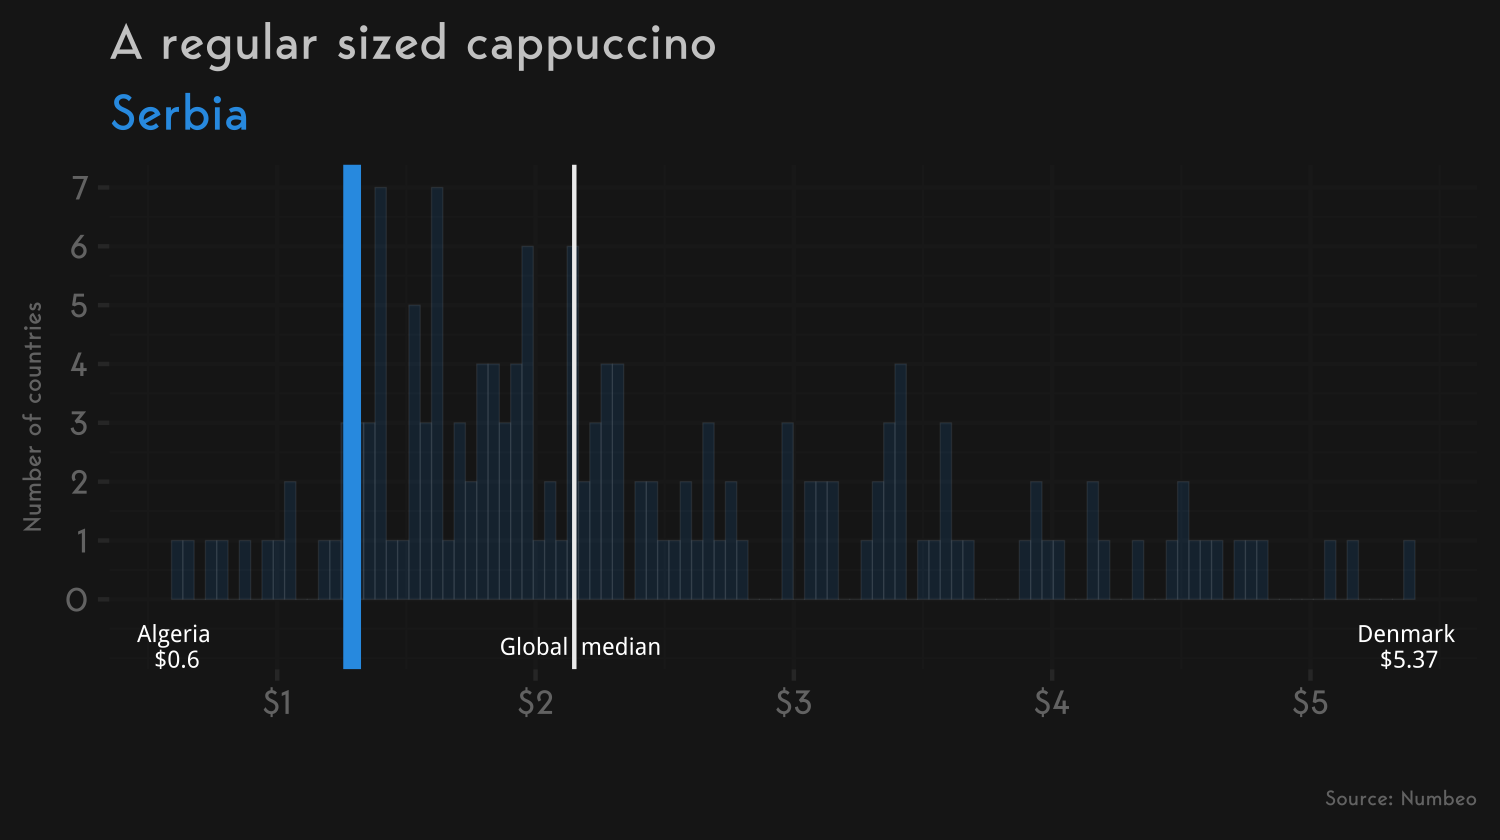 A regular sized cappuccino
Serbia
Number of countries
7
6
5
4
3
2
1
0
Algeria
$0.6
Global median
Denmark
$5.37
$1 $2 $3 $4 $5
Source: Numbeo